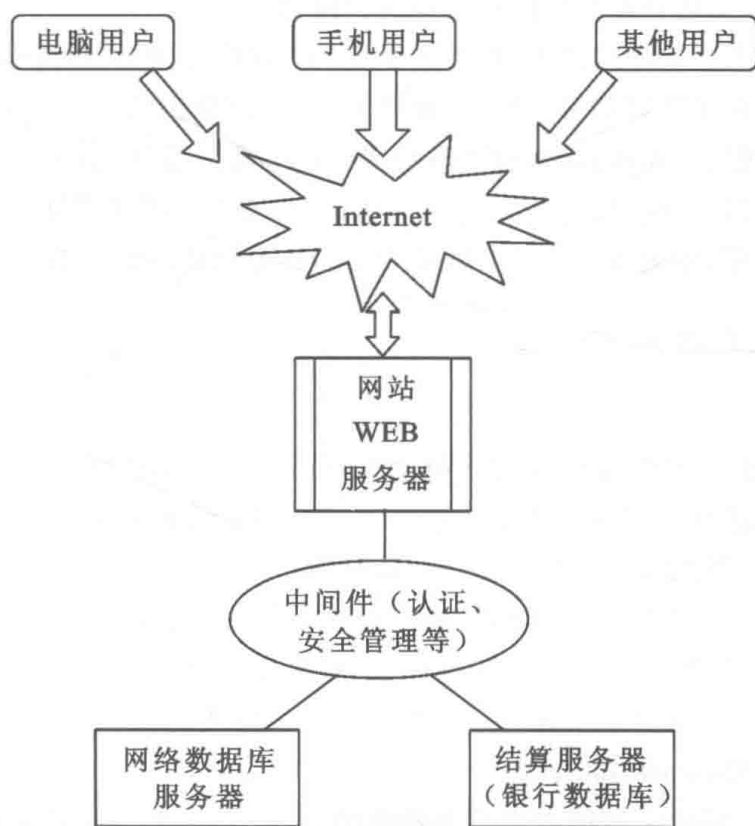 电脑用户
手机用户
其他用户
Internet
网站
WEB
服务器
中间件（认证、
安全管理等）
网络数据库
服务器
结算服务器
（银行数据库）